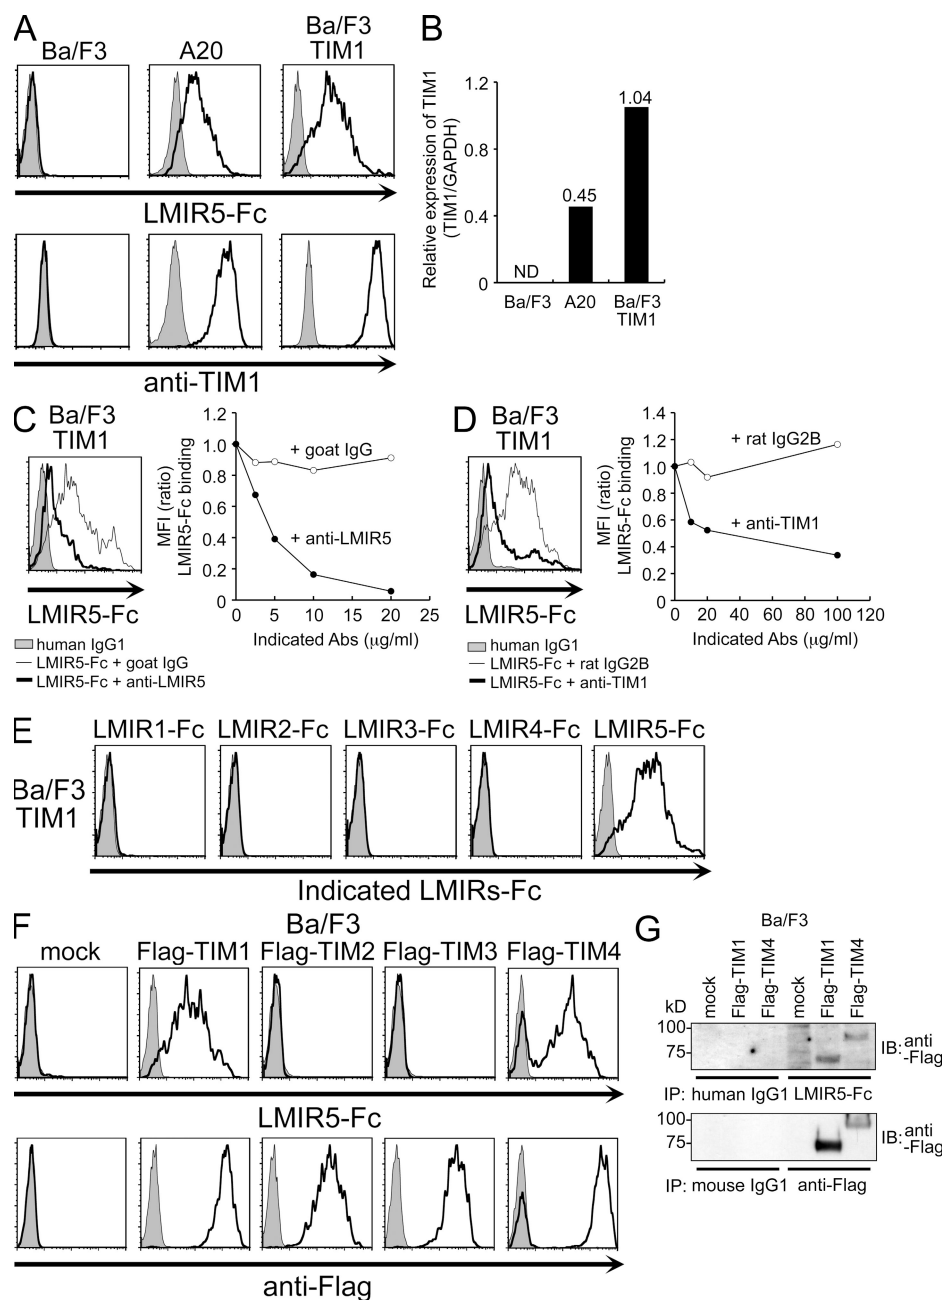 A
Ba/F3
A20
Ba/F3
TIM1
LMIR5-Fc
anti-TIM1
B
Relative expression of TIM1
(TIM1/GAPDH)
1.2
0.8
0.4
0
ND
0.45
1.04
Ba/F3
A20
Ba/F3
TIM1
C
Ba/F3
TIM1
LMIR5-Fc
MFI (ratio)
LMIR5-Fc binding
1.2
1.0
0.8
0.6
0.4
0.2
0
+ goat IgG
+ anti-LMIR5
0 5 10 15 20 25
Indicated Abs (μg/ml)
human IgG1
LMIR5-Fc + goat IgG
LMIR5-Fc + anti-LMIR5
D
Ba/F3
TIM1
LMIR5-Fc
MFI (ratio)
LMIR5-Fc binding
1.4
1.2
1.0
0.8
0.6
0.4
0.2
0
+ rat IgG2B
+ anti-TIM1
0 20 40 60 80 100 120
Indicated Abs (μg/ml)
human IgG1
LMIR5-Fc + rat IgG2B
LMIR5-Fc + anti-TIM1
E
LMIR1-Fc LMIR2-Fc LMIR3-Fc LMIR4-Fc LMIR5-Fc
Ba/F3
TIM1
Indicated LMIRs-Fc
F
Ba/F3
mock Flag-TIM1 Flag-TIM2 Flag-TIM3 Flag-TIM4
LMIR5-Fc
anti-Flag
G
Ba/F3
kD
mock
Flag-TIM1
Flag-TIM4
mock
Flag-TIM1
Flag-TIM4
100
75
IB: anti
-Flag
IP: human IgG1 LMIR5-Fc
100
75
IB: anti
-Flag
IP: mouse IgG1 anti-Flag